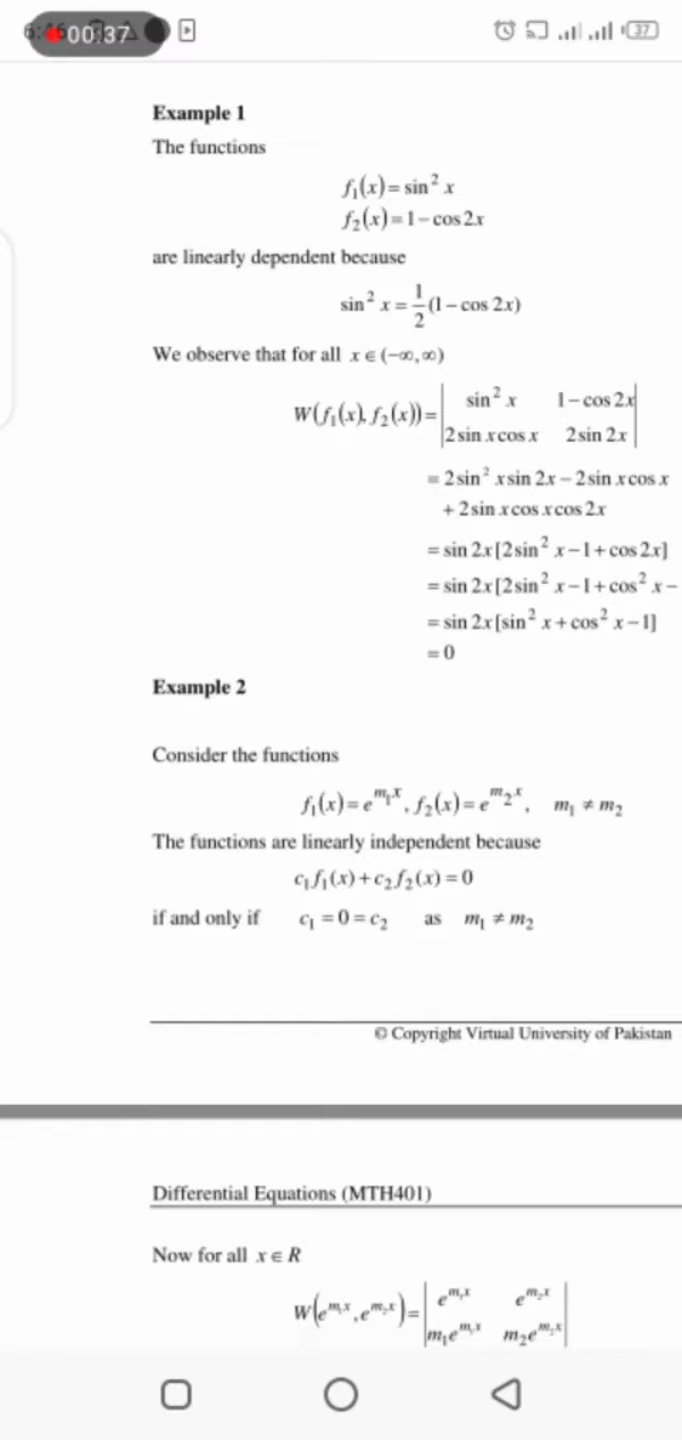 00:37
37
Example 1
The functions
f₁(x) = sin² x
f₂(x) = 1 − cos 2x
are linearly dependent because
sin² x = 1/2 (1 − cos 2x)
We observe that for all x ∈ (−∞, ∞)
W(f₁(x), f₂(x)) = | sin² x 1 − cos 2x |
| 2 sin x cos x 2 sin 2x |
= 2 sin² x sin 2x − 2 sin x cos x
+ 2 sin x cos x cos 2x
= sin 2x [2 sin² x − 1 + cos 2x]
= sin 2x [2 sin² x − 1 + cos² x −
= sin 2x [sin² x + cos² x − 1]
= 0
Example 2
Consider the functions
f₁(x) = e^{m₁x}, f₂(x) = e^{m₂x}, m₁ ≠ m₂
The functions are linearly independent because
c₁f₁(x) + c₂f₂(x) = 0
if and only if c₁ = 0 = c₂ as m₁ ≠ m₂
© Copyright Virtual University of Pakistan
Differential Equations (MTH401)
Now for all x ∈ R
W(e^{m₁x}, e^{m₂x}) = | e^{m₁x} e^{m₂x} |
| m₁e^{m₁x} m₂e^{m₂x} |